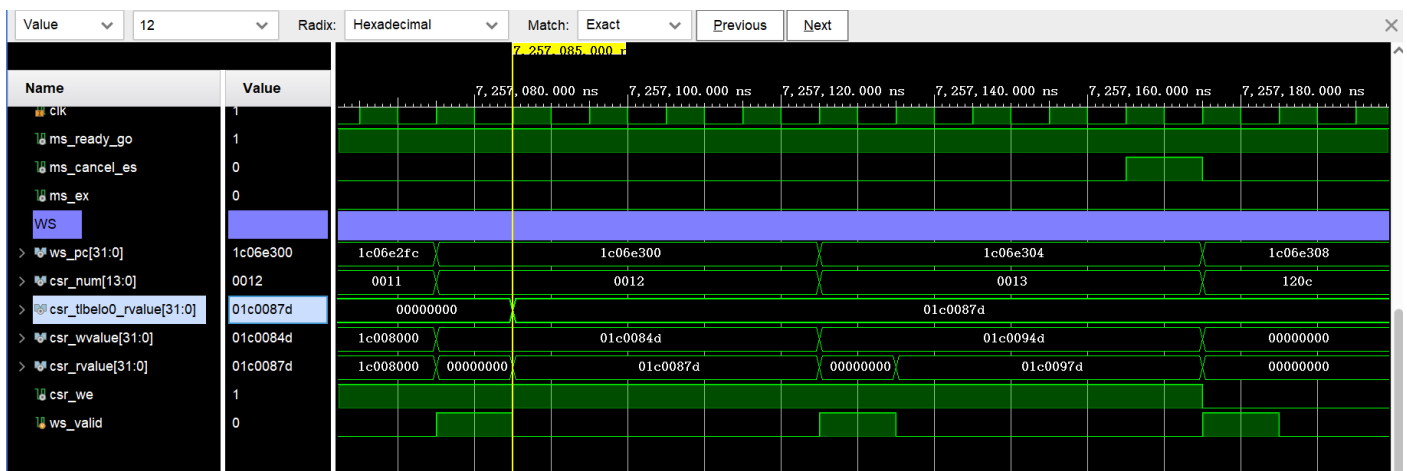 Value 12 Radix: Hexadecimal Match: Exact Previous Next
7,257,085.000 n
Name Value
7,257,080.000 ns 7,257,100.000 ns 7,257,120.000 ns 7,257,140.000 ns 7,257,160.000 ns 7,257,180.000 ns
clk 1
ms_ready_go 1
ms_cancel_es 0
ms_ex 0
WS
ws_pc[31:0] 1c06e300 1c06e2fc 1c06e300 1c06e304 1c06e308
csr_num[13:0] 0012 0011 0012 0013 120c
csr_tlbelo0_rvalue[31:0] 01c0087d 00000000 01c0087d
csr_wvalue[31:0] 01c0084d 1c008000 01c0084d 01c0094d 00000000
csr_rvalue[31:0] 01c0087d 1c008000 00000000 01c0087d 00000000 01c0097d 00000000
csr_we 1
ws_valid 0